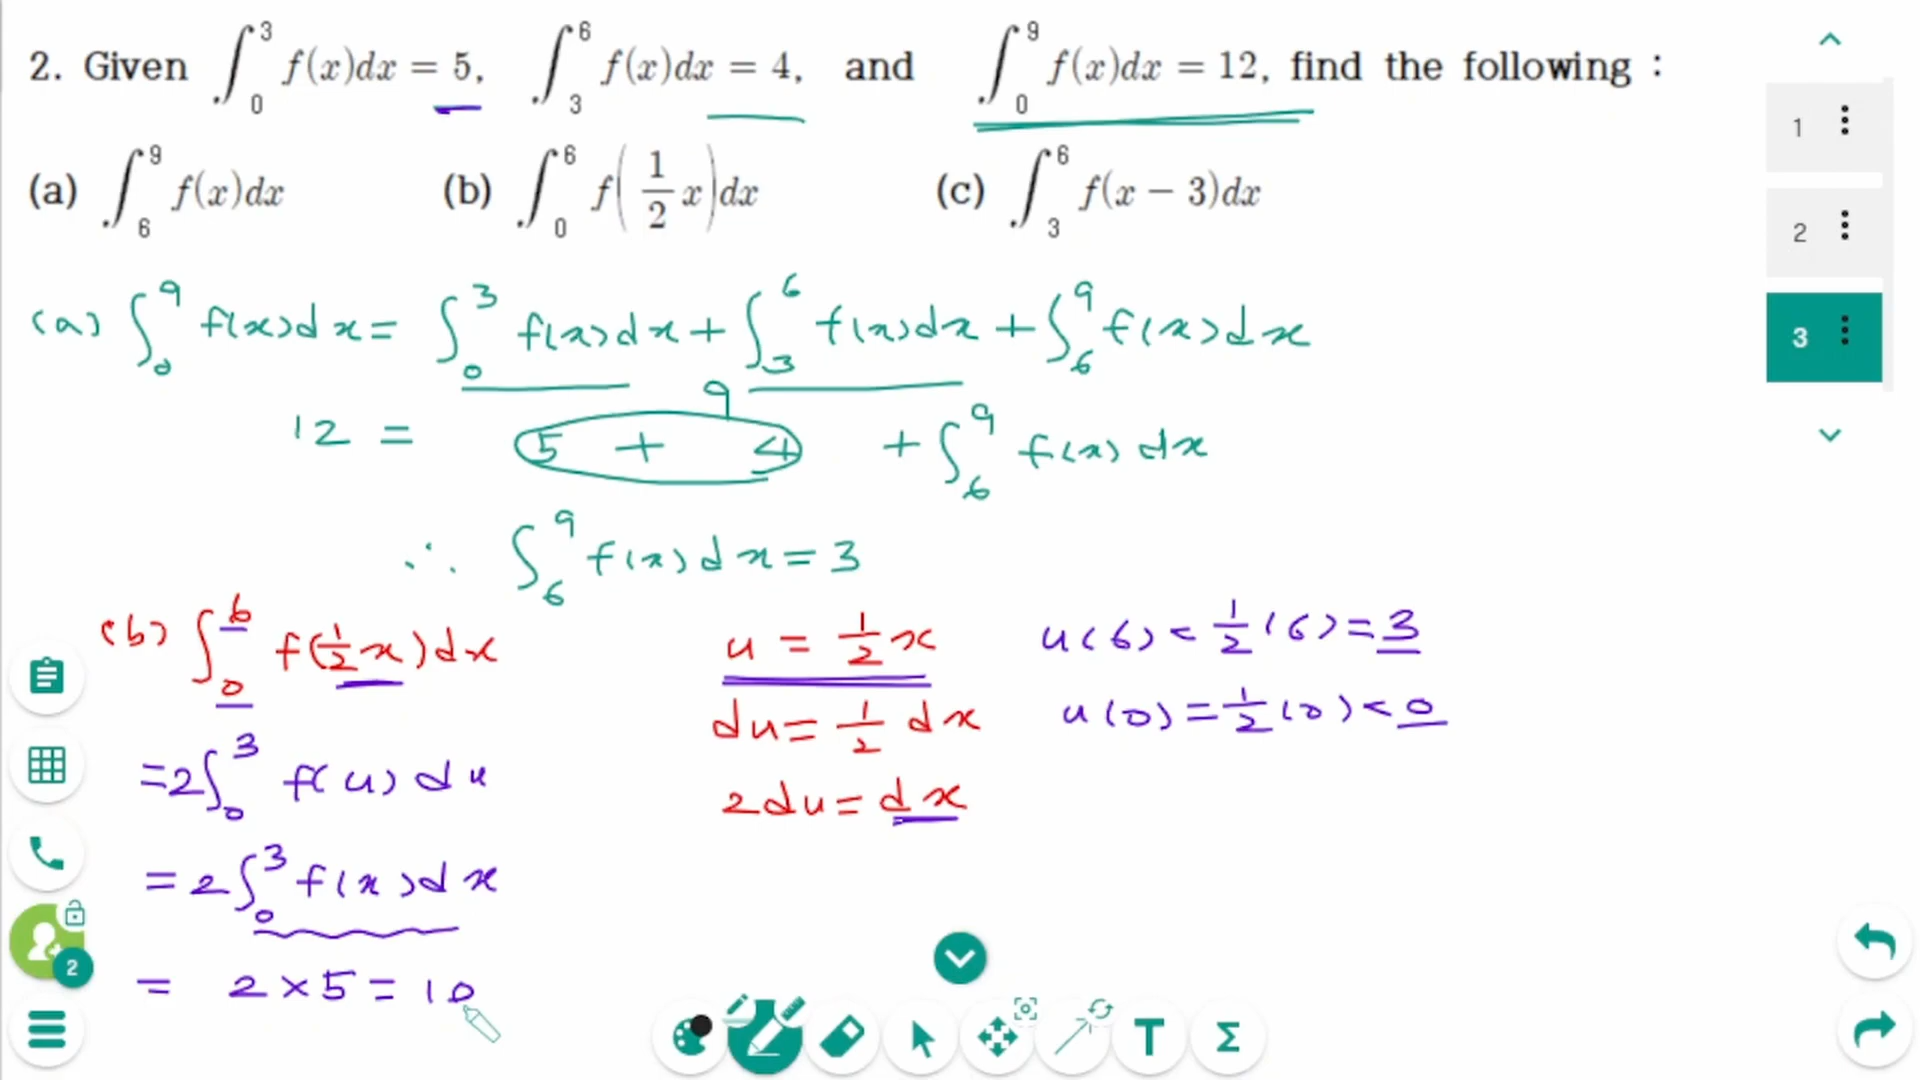 2. Given ∫₀³ f(x)dx = 5, ∫₃⁶ f(x)dx = 4, and ∫₀⁹ f(x)dx = 12, find the following :
(a) ∫₆⁹ f(x)dx (b) ∫₀⁶ f(1/2 x)dx (c) ∫₃⁶ f(x − 3)dx
(a) ∫₀⁹ f(x)dx = ∫₀³ f(x)dx + ∫₃⁶ f(x)dx + ∫₆⁹ f(x)dx
9
12 = 5 + 4 + ∫₆⁹ f(x)dx
∴ ∫₆⁹ f(x)dx = 3
(b) ∫₀⁶ f(1/2 x)dx
= 2∫₀³ f(u)du
= 2∫₀³ f(x)dx
= 2 × 5 = 10
u = 1/2 x
du = 1/2 dx
2du = dx
u(6) = 1/2 (6) = 3
u(0) = 1/2 (0) = 0
1
2
3
2
T
Σ